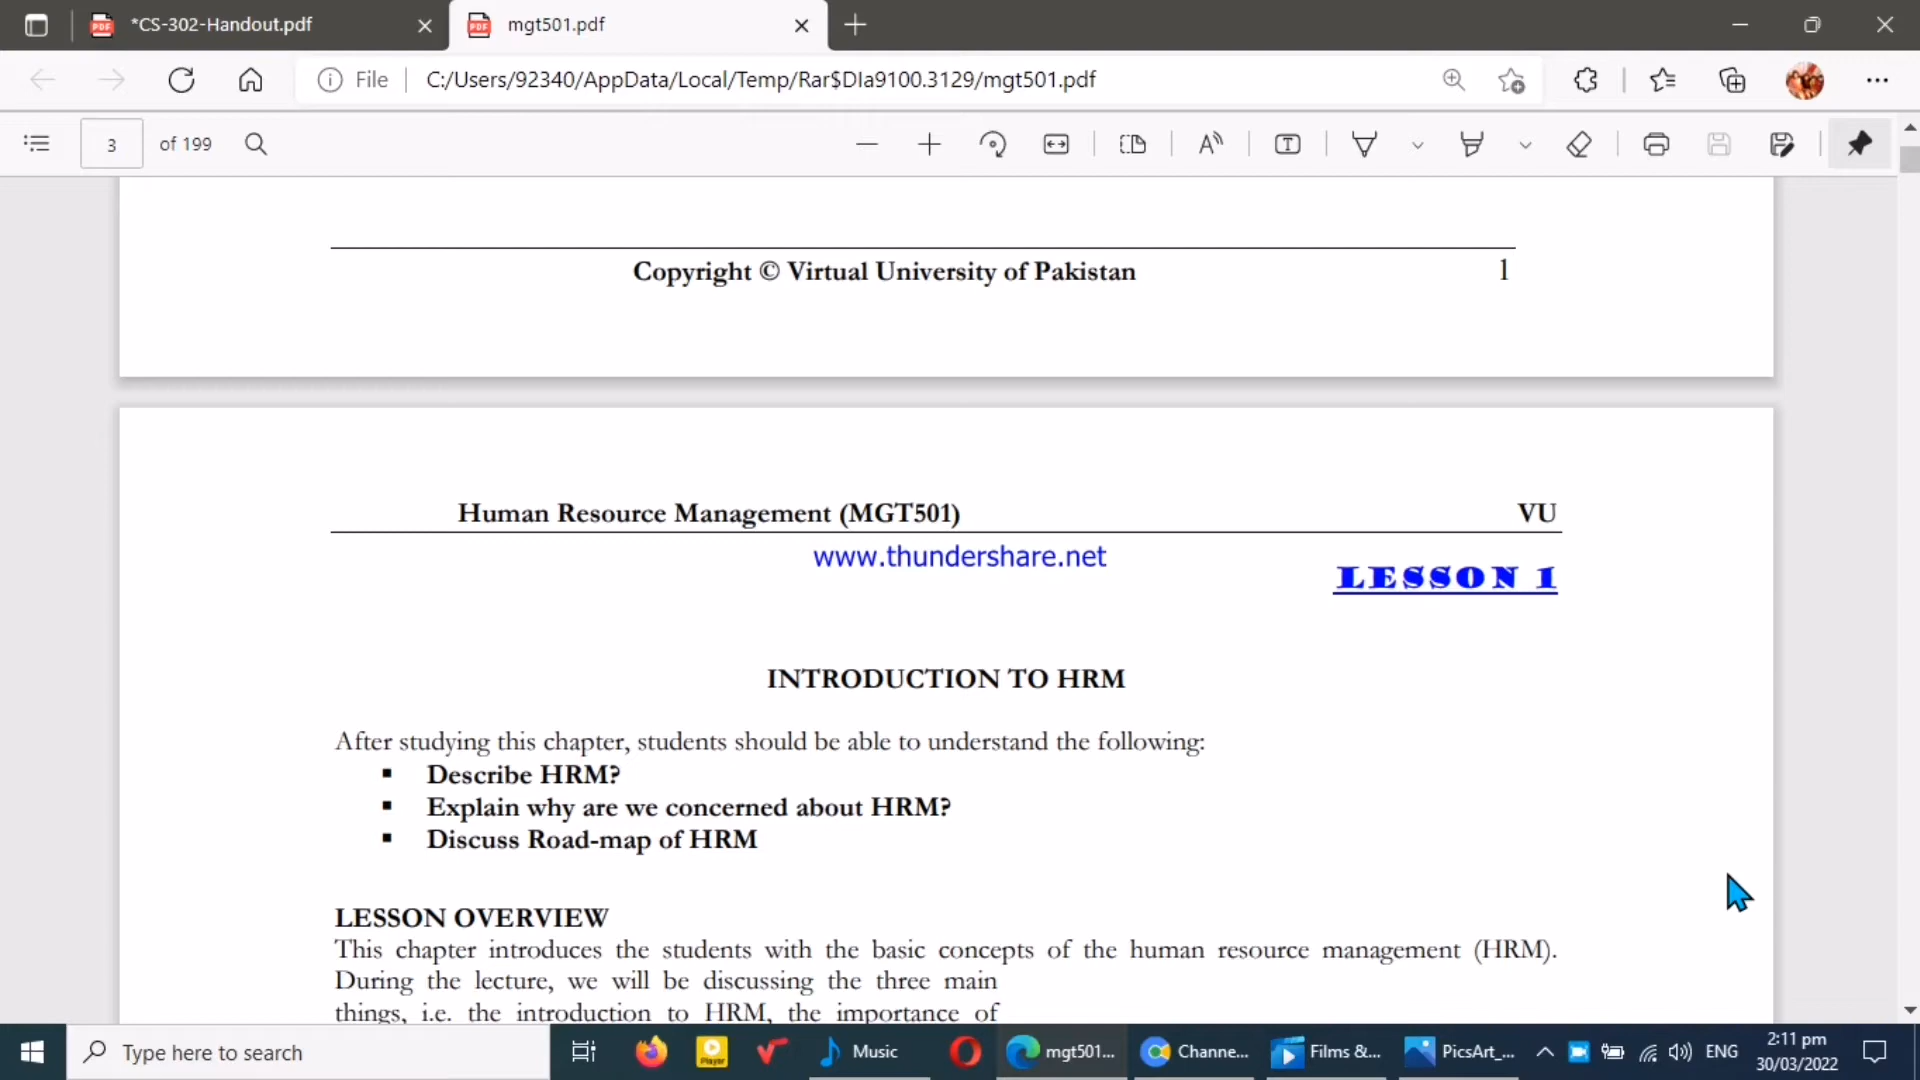 *CS-302-Handout.pdf
mgt501.pdf
File
C:/Users/92340/AppData/Local/Temp/Rar$DIa9100.3129/mgt501.pdf
3 of 199
Copyright © Virtual University of Pakistan 1
Human Resource Management (MGT501) VU
www.thundershare.net
LESSON 1
INTRODUCTION TO HRM
After studying this chapter, students should be able to understand the following:
▪ Describe HRM?
▪ Explain why are we concerned about HRM?
▪ Discuss Road-map of HRM
LESSON OVERVIEW
This chapter introduces the students with the basic concepts of the human resource management (HRM).
During the lecture, we will be discussing the three main
things, i.e. the introduction to HRM, the importance of
Type here to search
Player
Music
mgt501...
Channe...
Films &...
PicsArt_...
ENG
2:11 pm
30/03/2022